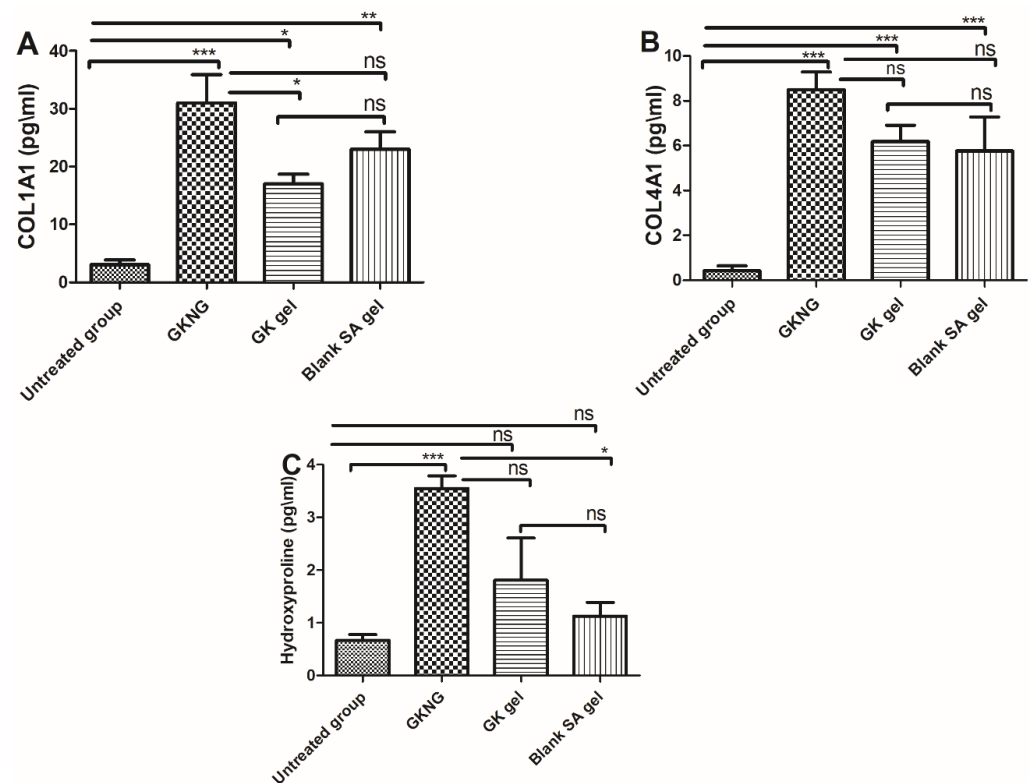 A
**
*
***
ns
*
ns
COL1A1 (pg\ml)
40
30
20
10
0
Untreated group
GKNG
GK gel
Blank SA gel
B
***
***
***
ns
ns
ns
COL4A1 (pg\ml)
10
8
6
4
2
0
Untreated group
GKNG
GK gel
Blank SA gel
C
ns
ns
***
*
ns
ns
Hydroxyproline (pg\ml)
4
3
2
1
0
Untreated group
GKNG
GK gel
Blank SA gel